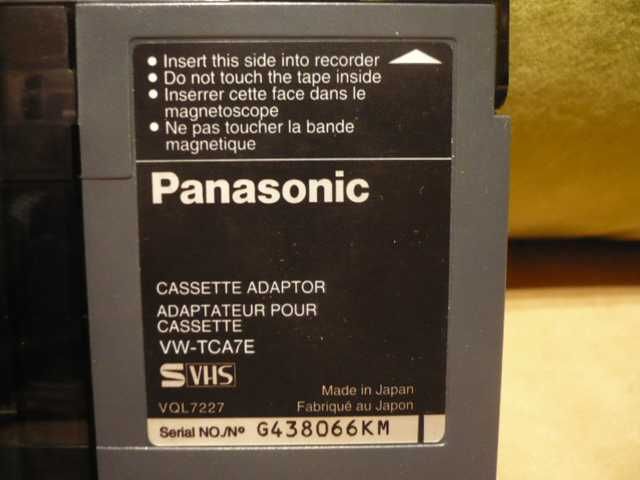 • Insert this side into recorder
• Do not touch the tape inside
• Inserrer cette face dans le
magnetoscope
• Ne pas toucher la bande
magnetique
Panasonic
CASSETTE ADAPTOR
ADAPTATEUR POUR
CASSETTE
VW-TCA7E
S VHS
Made in Japan
VQL7227 Fabriqué au Japon
Serial NO./Nº G438066KM